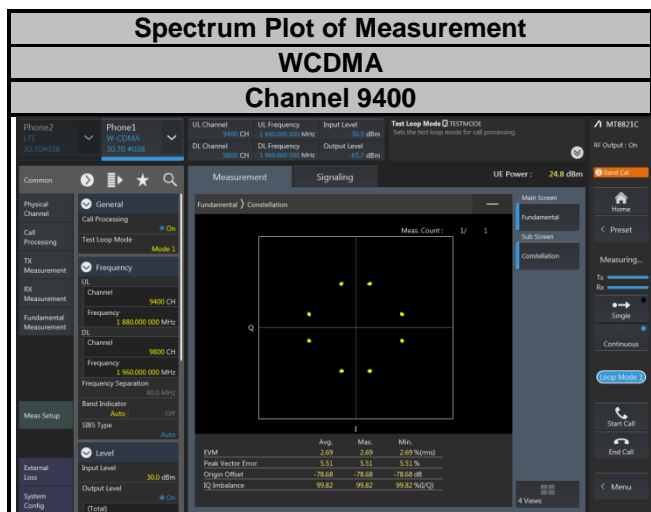 Spectrum Plot of Measurement
WCDMA
Channel 9400
Phone2
LTE
30.70#038
Phone1
W-CDMA
30.70 #038
UL Channel
9400 CH
UL Frequency
1 880.000 000 MHz
Input Level
30.0 dBm
DL Channel
9800 CH
DL Frequency
1 960.000 000 MHz
Output Level
-65.7 dBm
Test Loop Mode TESTMODE
Sets the test loop mode for call processing.
MT8821C
RF Output : On
Common
Measurement
Signaling
UE Power : 24.8 dBm
Band Cal
Physical
Channel
Call
Processing
TX
Measurement
RX
Measurement
Fundamental
Measurement
Meas Setup
External
Loss
System
Config
General
Call Processing
On
Test Loop Mode
Mode 1
Frequency
UL
Channel
9400 CH
Frequency
1 880.000 000 MHz
DL
Channel
9800 CH
Frequency
1 960.000 000 MHz
Frequency Separation
80.0 MHz
Band Indicator
Auto Off
SIB5 Type
Auto
Level
Input Level
30.0 dBm
Output Level
On
(Total)
Fundamental ⟩ Constellation
Meas. Count : 1/ 1
Q
I
Avg. Max. Min.
EVM 2.69 2.69 2.69 %(rms)
Peak Vector Error 5.51 5.51 5.51 %
Origin Offset -78.68 -78.68 -78.68 dB
IQ Imbalance 99.82 99.82 99.82 %(I/Q)
Main Screen
Fundamental
Sub Screen
Constellation
4 Views
Home
< Preset
Measuring...
Tx
Rx
Single
Continuous
Loop Mode 1
Start Call
End Call
< Menu